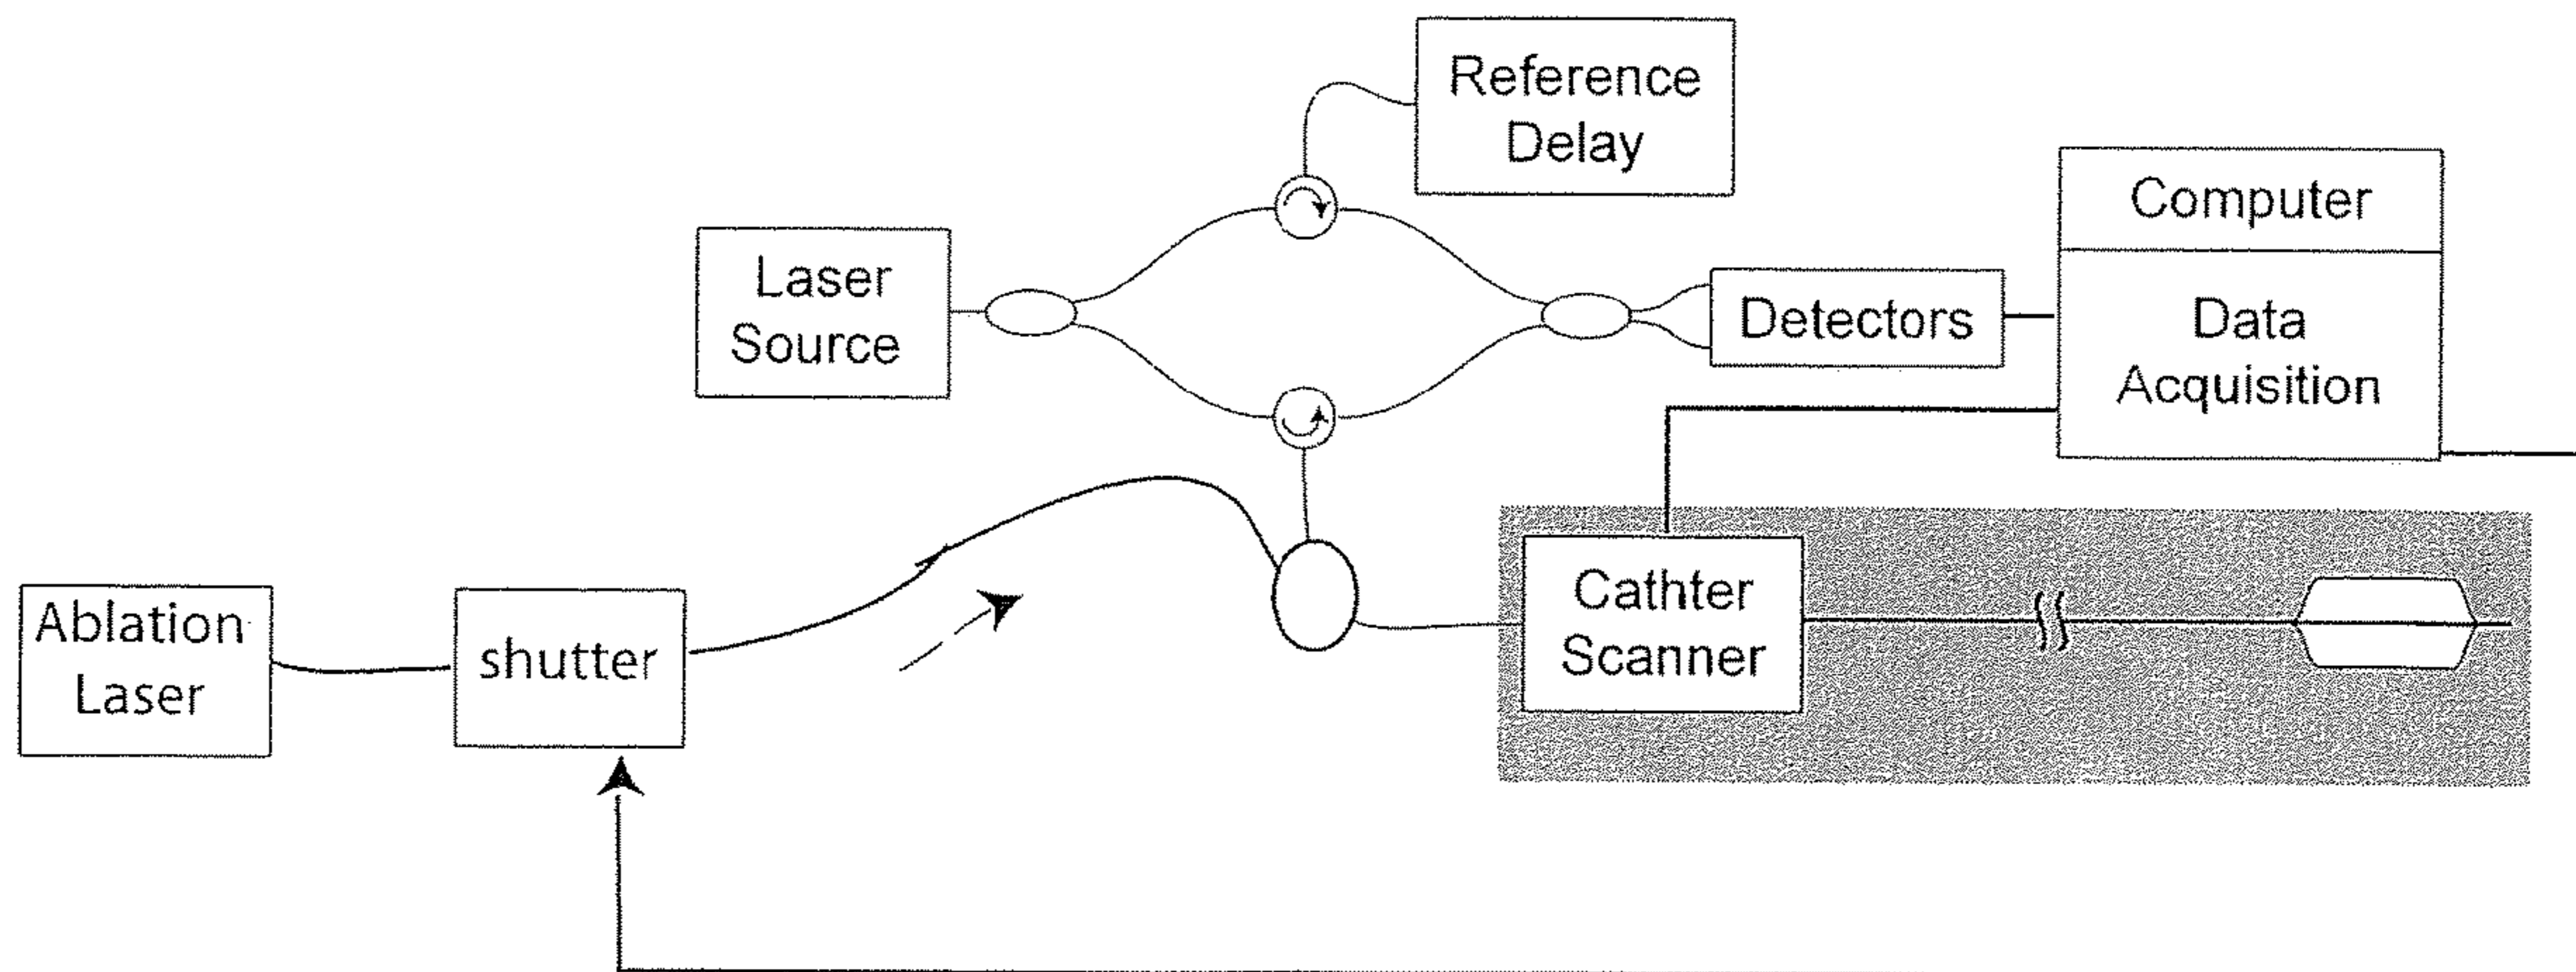 Reference
Delay
Computer
Laser
Source
Detectors
Data
Acquisition
Ablation
Laser
shutter
Cathter
Scanner